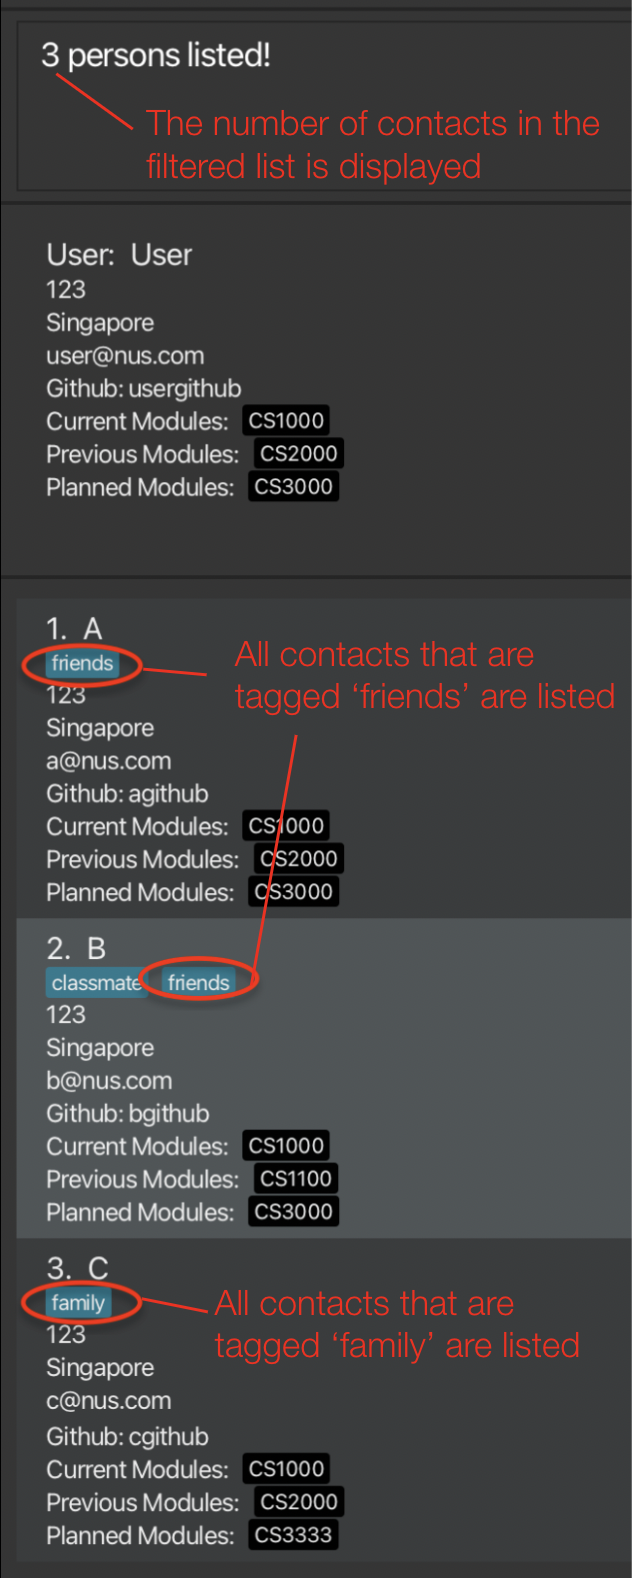 3 persons listed!
The number of contacts in the
filtered list is displayed
User: User
123
Singapore
user@nus.com
Github: usergithub
Current Modules: CS1000
Previous Modules: CS2000
Planned Modules: CS3000
1. A
friends
All contacts that are
tagged ‘friends’ are listed
123
Singapore
a@nus.com
Github: agithub
Current Modules: CS1000
Previous Modules: CS2000
Planned Modules: CS3000
2. B
classmate friends
123
Singapore
b@nus.com
Github: bgithub
Current Modules: CS1000
Previous Modules: CS1100
Planned Modules: CS3000
3. C
family
All contacts that are
tagged ‘family’ are listed
123
Singapore
c@nus.com
Github: cgithub
Current Modules: CS1000
Previous Modules: CS2000
Planned Modules: CS3333